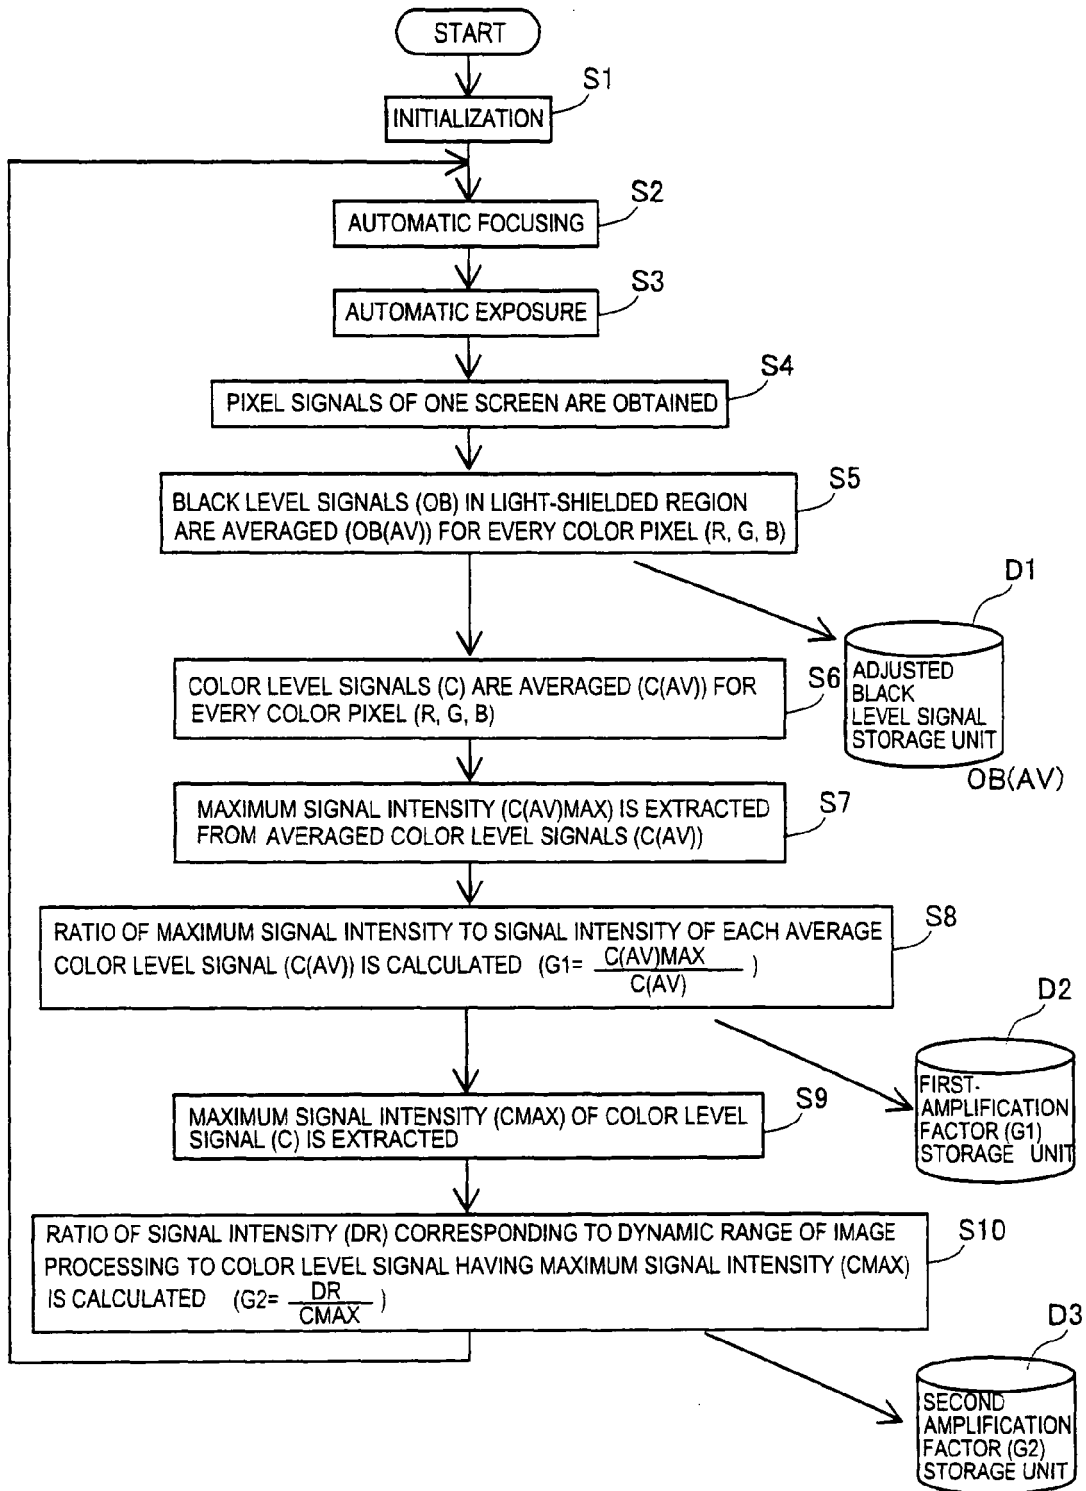 START
S1
INITIALIZATION
S2
AUTOMATIC FOCUSING
S3
AUTOMATIC EXPOSURE
S4
PIXEL SIGNALS OF ONE SCREEN ARE OBTAINED
S5
BLACK LEVEL SIGNALS (OB) IN LIGHT-SHIELDED REGION
ARE AVERAGED (OB(AV)) FOR EVERY COLOR PIXEL (R, G, B)
D1
ADJUSTED
BLACK
LEVEL SIGNAL
STORAGE UNIT
OB(AV)
S6
COLOR LEVEL SIGNALS (C) ARE AVERAGED (C(AV)) FOR
EVERY COLOR PIXEL (R, G, B)
S7
MAXIMUM SIGNAL INTENSITY (C(AV)MAX) IS EXTRACTED
FROM AVERAGED COLOR LEVEL SIGNALS (C(AV))
S8
RATIO OF MAXIMUM SIGNAL INTENSITY TO SIGNAL INTENSITY OF EACH AVERAGE
COLOR LEVEL SIGNAL (C(AV)) IS CALCULATED (G1= C(AV)MAX / C(AV) )
D2
FIRST-
AMPLIFICATION
FACTOR (G1)
STORAGE UNIT
S9
MAXIMUM SIGNAL INTENSITY (CMAX) OF COLOR LEVEL
SIGNAL (C) IS EXTRACTED
S10
RATIO OF SIGNAL INTENSITY (DR) CORRESPONDING TO DYNAMIC RANGE OF IMAGE
PROCESSING TO COLOR LEVEL SIGNAL HAVING MAXIMUM SIGNAL INTENSITY (CMAX)
IS CALCULATED (G2= DR / CMAX )
D3
SECOND
AMPLIFICATION
FACTOR (G2)
STORAGE UNIT